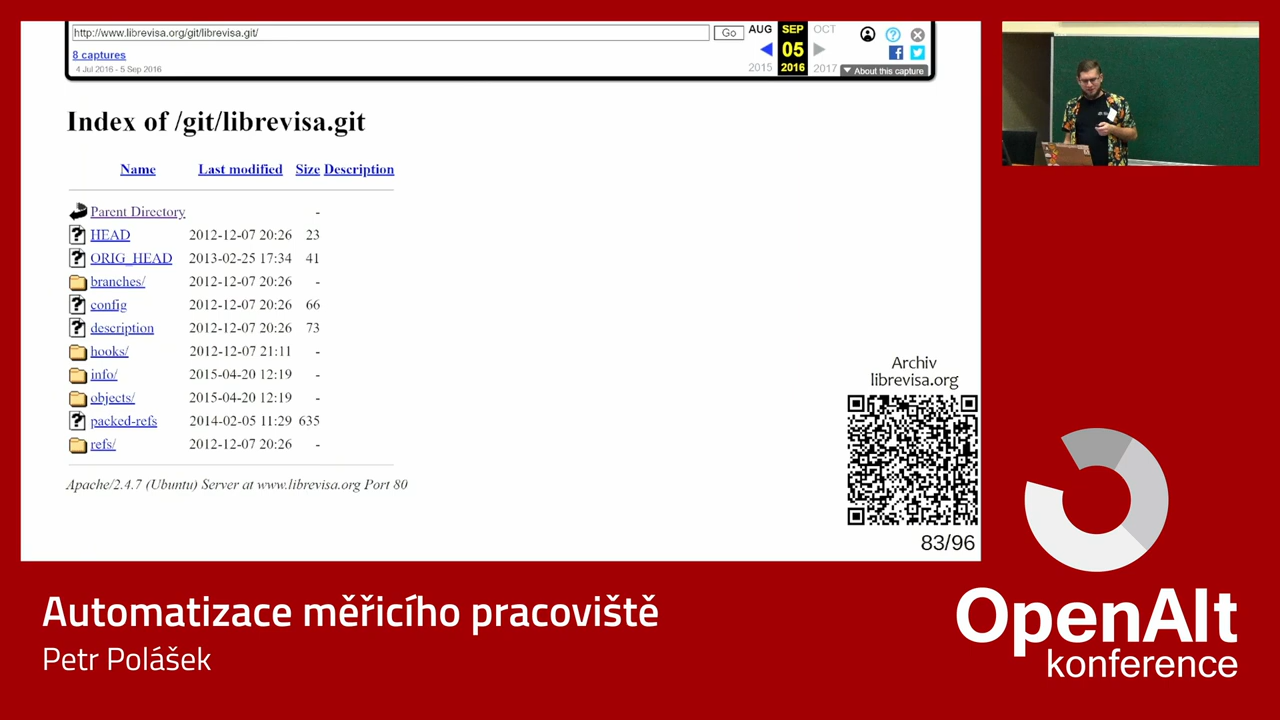 http://www.librevisa.org/git/librevisa.git/ Go AUG SEP OCT
8 captures 05
4 Jul 2016 - 5 Sep 2016 2015 2016 2017 About this capture
Index of /git/librevisa.git
Name Last modified Size Description
Parent Directory -
HEAD 2012-12-07 20:26 23
ORIG_HEAD 2013-02-25 17:34 41
branches/ 2012-12-07 20:26 -
config 2012-12-07 20:26 66
description 2012-12-07 20:26 73
hooks/ 2012-12-07 21:11 -
info/ 2015-04-20 12:19 -
objects/ 2015-04-20 12:19 -
packed-refs 2014-02-05 11:29 635
refs/ 2012-12-07 20:26 -
Apache/2.4.7 (Ubuntu) Server at www.librevisa.org Port 80
Archiv
librevisa.org
83/96
Automatizace měřicího pracoviště
Petr Polášek
OpenAlt
konference